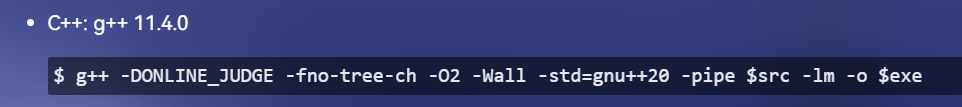 • C++: g++ 11.4.0
$ g++ -DONLINE_JUDGE -fno-tree-ch -O2 -Wall -std=gnu++20 -pipe $src -lm -o $exe